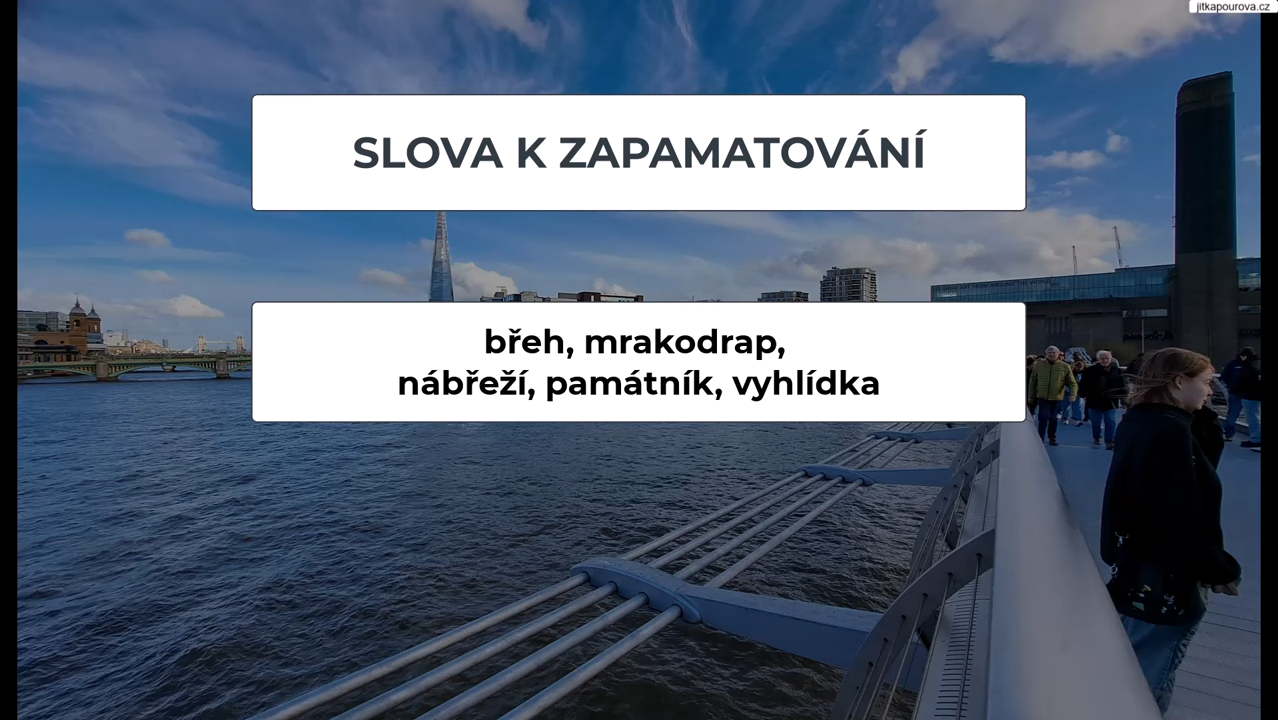 jitkapourova.cz
SLOVA K ZAPAMATOVÁNÍ
břeh, mrakodrap,
nábřeží, památník, vyhlídka